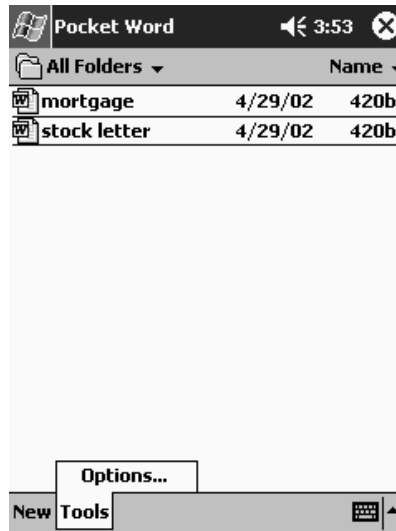 Pocket Word 3:53
All Folders Name
mortgage 4/29/02 420b
stock letter 4/29/02 420b
Options...
New Tools